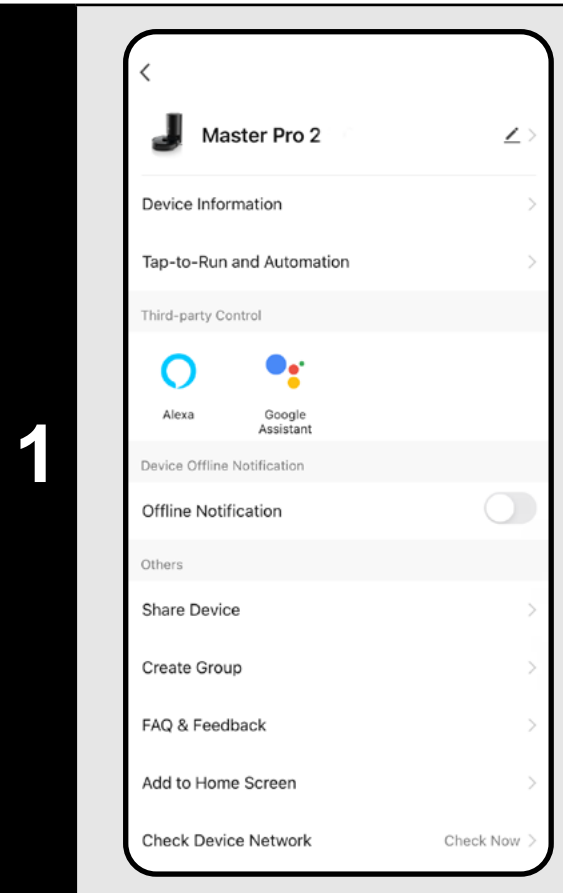 1
Master Pro 2
Device Information
Tap-to-Run and Automation
Third-party Control
Alexa
Google
Assistant
Device Offline Notification
Offline Notification
Others
Share Device
Create Group
FAQ & Feedback
Add to Home Screen
Check Device Network Check Now